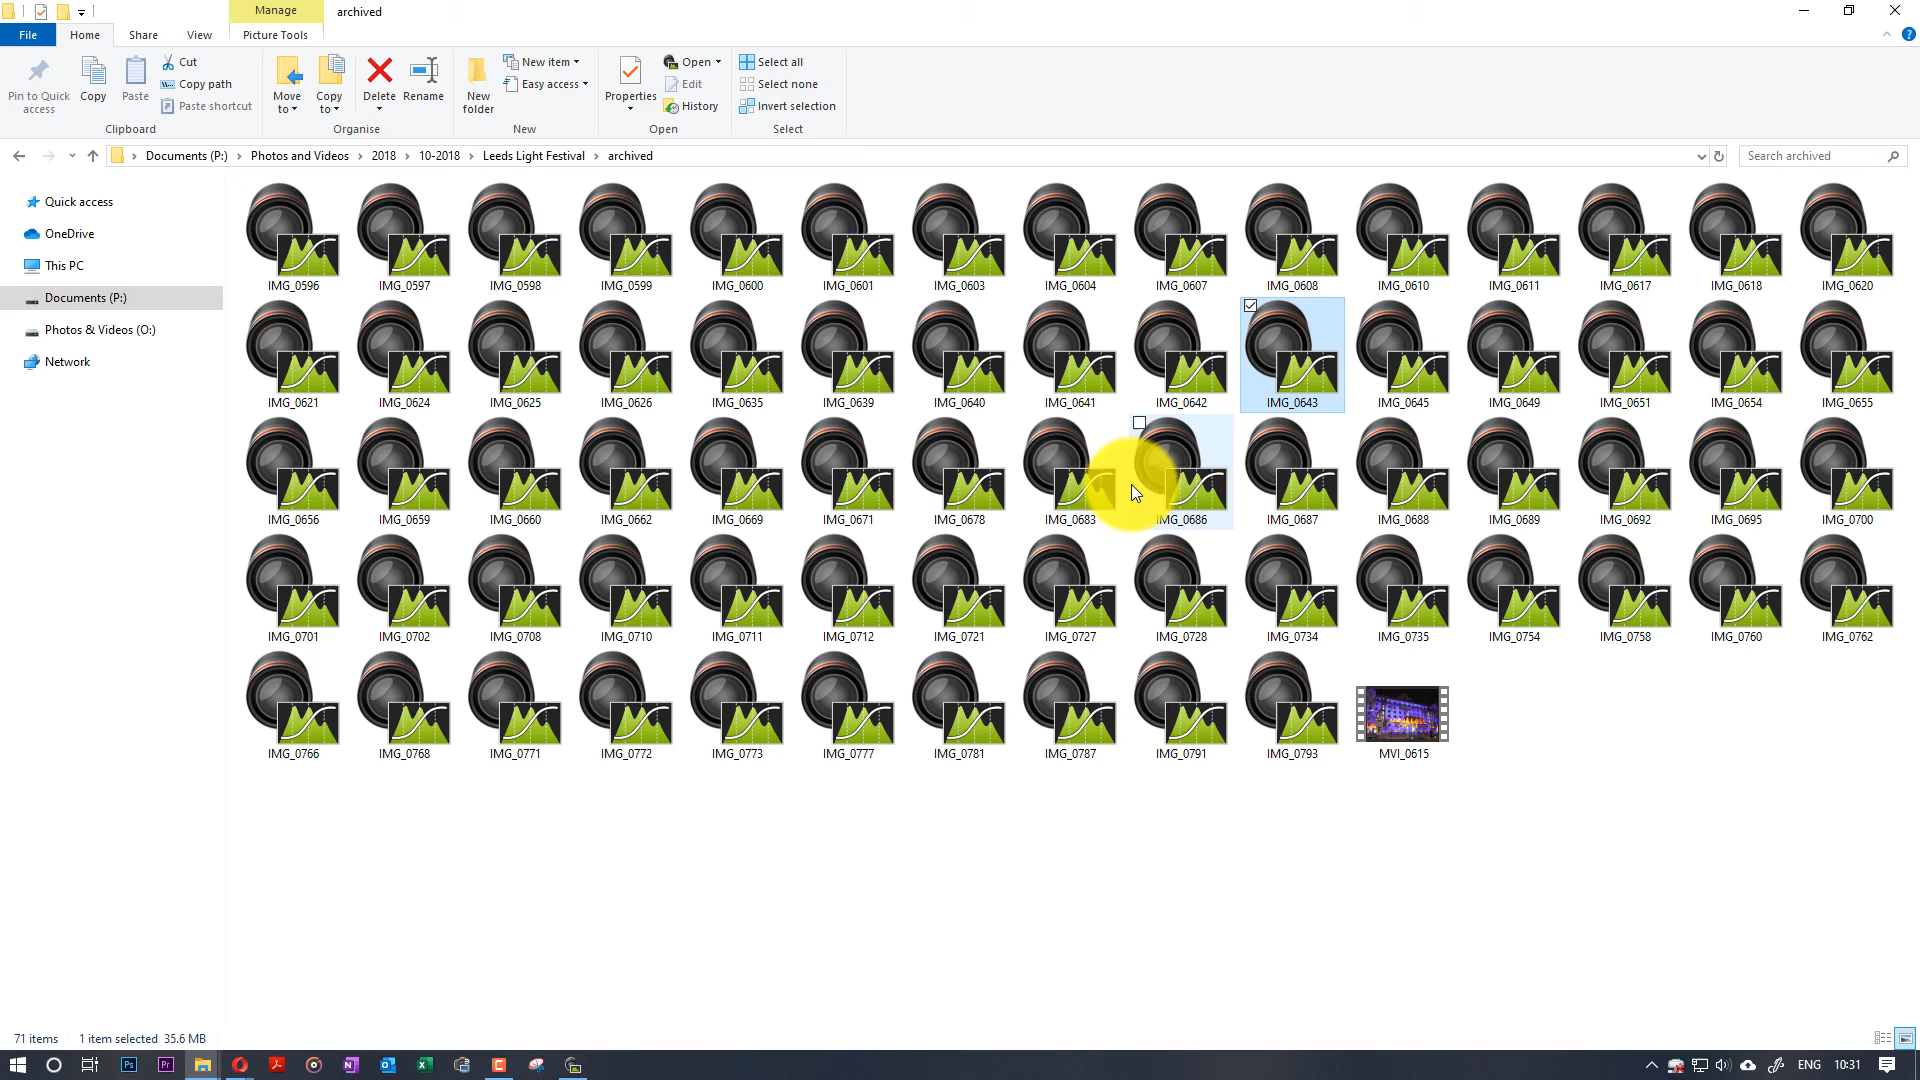 Manage
archived
File
Home
Share
View
Picture Tools
Pin to Quick access
Copy
Paste
Cut
Copy path
Paste shortcut
Clipboard
Move to
Copy to
Delete
Rename
Organise
New folder
New item
Easy access
New
Properties
Open
Edit
History
Open
Select all
Select none
Invert selection
Select
Documents (P:) Photos and Videos 2018 10-2018 Leeds Light Festival archived
Search archived
Quick access
OneDrive
This PC
Documents (P:)
Photos & Videos (O:)
Network
IMG_0596 IMG_0597 IMG_0598 IMG_0599 IMG_0600 IMG_0601 IMG_0603 IMG_0604 IMG_0607 IMG_0608 IMG_0610 IMG_0611 IMG_0617 IMG_0618 IMG_0620
IMG_0621 IMG_0624 IMG_0625 IMG_0626 IMG_0635 IMG_0639 IMG_0640 IMG_0641 IMG_0642 IMG_0643 IMG_0645 IMG_0649 IMG_0651 IMG_0654 IMG_0655
IMG_0656 IMG_0659 IMG_0660 IMG_0662 IMG_0669 IMG_0671 IMG_0678 IMG_0683 IMG_0686 IMG_0687 IMG_0688 IMG_0689 IMG_0692 IMG_0695 IMG_0700
IMG_0701 IMG_0702 IMG_0708 IMG_0710 IMG_0711 IMG_0712 IMG_0721 IMG_0727 IMG_0728 IMG_0734 IMG_0735 IMG_0754 IMG_0758 IMG_0760 IMG_0762
IMG_0766 IMG_0768 IMG_0771 IMG_0772 IMG_0773 IMG_0777 IMG_0781 IMG_0787 IMG_0791 IMG_0793 MVI_0615
71 items 1 item selected 35.6 MB
Ps
Pr
ENG
10:31